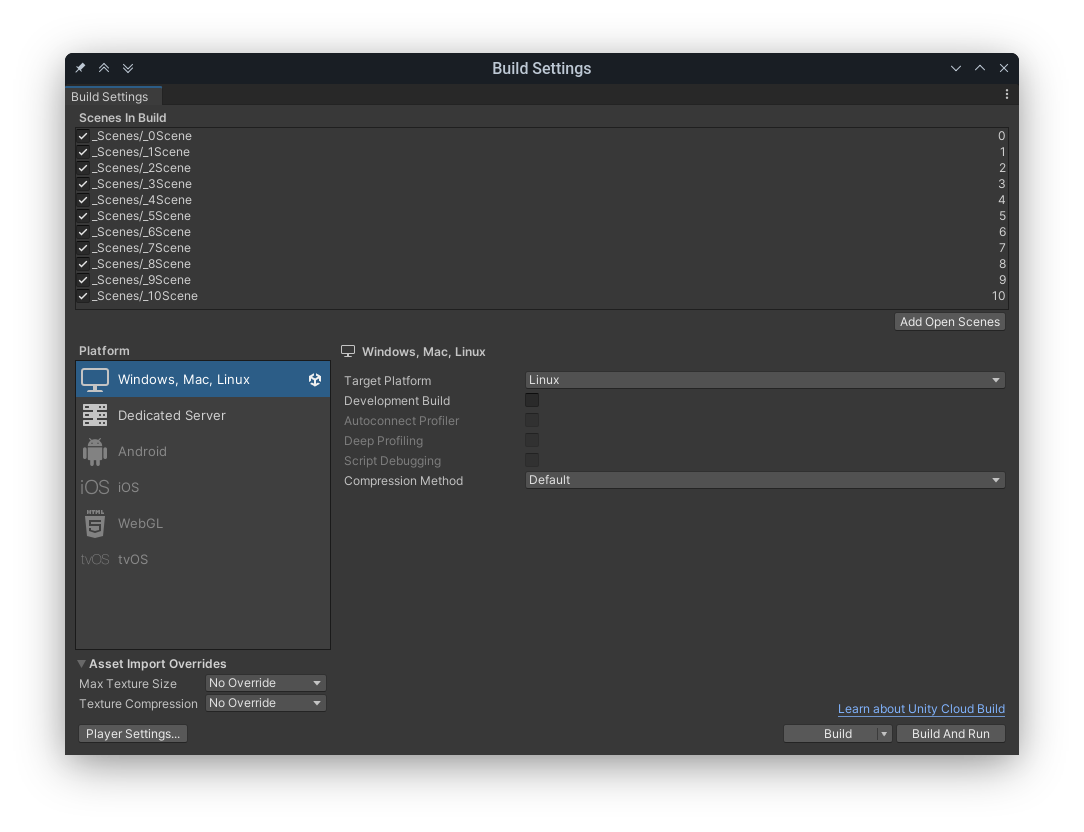 Build Settings
Build Settings
Scenes In Build
_Scenes/_0Scene 0
_Scenes/_1Scene 1
_Scenes/_2Scene 2
_Scenes/_3Scene 3
_Scenes/_4Scene 4
_Scenes/_5Scene 5
_Scenes/_6Scene 6
_Scenes/_7Scene 7
_Scenes/_8Scene 8
_Scenes/_9Scene 9
_Scenes/_10Scene 10
Add Open Scenes
Platform
Windows, Mac, Linux
Dedicated Server
Android
iOS iOS
HTML 5 WebGL
tvOS tvOS
Windows, Mac, Linux
Target Platform Linux
Development Build
Autoconnect Profiler
Deep Profiling
Script Debugging
Compression Method Default
Asset Import Overrides
Max Texture Size No Override
Texture Compression No Override
Learn about Unity Cloud Build
Player Settings... Build Build And Run